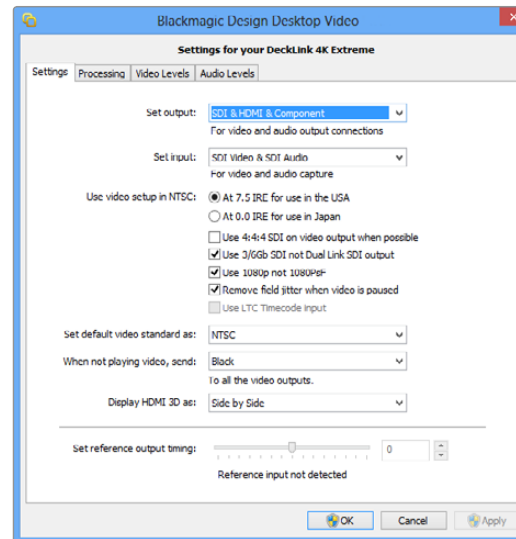 Blackmagic Design Desktop Video
Settings for your DeckLink 4K Extreme
Settings Processing Video Levels Audio Levels
Set output: SDI & HDMI & Component
For video and audio output connections
Set input: SDI Video & SDI Audio
For video and audio capture
Use video setup in NTSC: At 7.5 IRE for use in the USA
At 0.0 IRE for use in Japan
Use 4:4:4 SDI on video output when possible
Use 3/6Gb SDI not Dual Link SDI output
Use 1080p not 1080PsF
Remove field jitter when video is paused
Use LTC Timecode input
Set default video standard as: NTSC
When not playing video, send: Black
To all the video outputs.
Display HDMI 3D as: Side by Side
Set reference output timing: 0
Reference input not detected
OK Cancel Apply